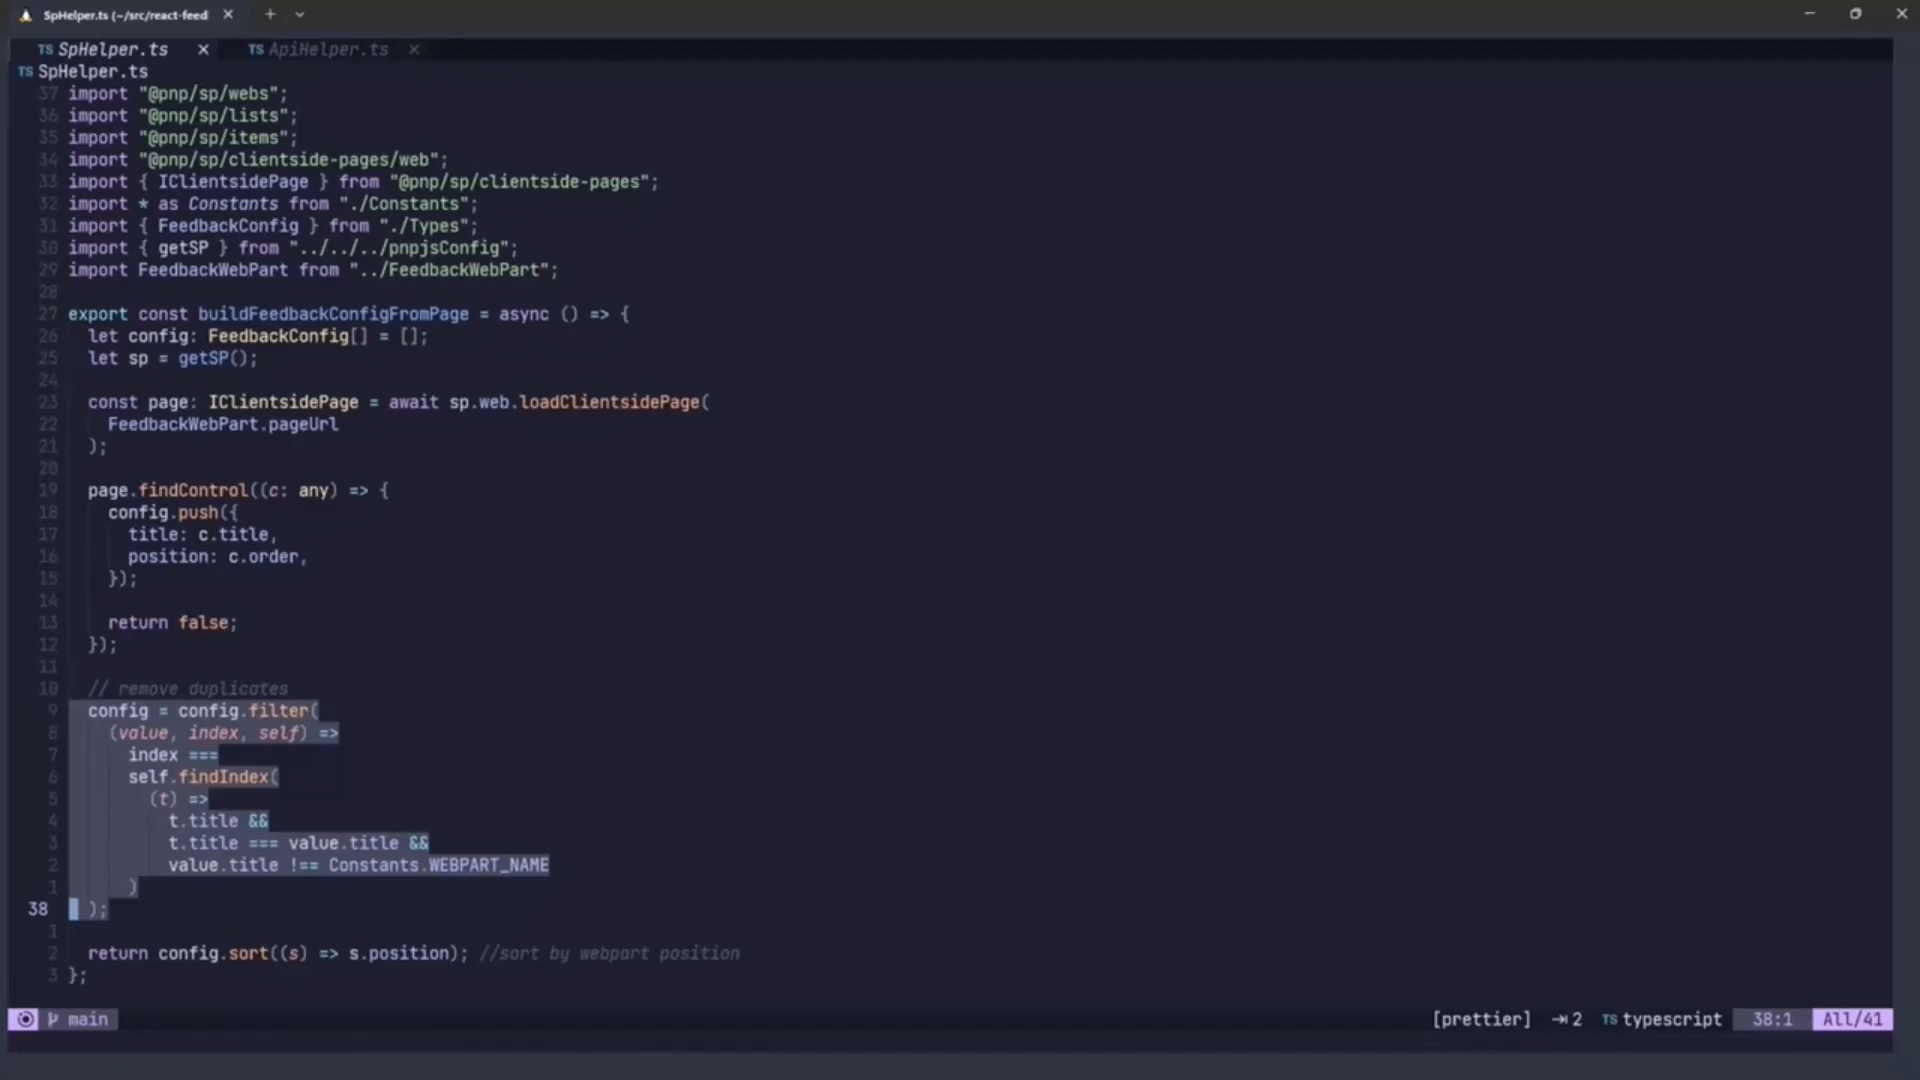 SpHelper.ts (~/src/react-feed
TS SpHelper.ts TS ApiHelper.ts
TS SpHelper.ts
37 import "@pnp/sp/webs";
36 import "@pnp/sp/lists";
35 import "@pnp/sp/items";
34 import "@pnp/sp/clientside-pages/web";
33 import { IClientsidePage } from "@pnp/sp/clientside-pages";
32 import * as Constants from "./Constants";
31 import { FeedbackConfig } from "./Types";
30 import { getSP } from "../../../pnpjsConfig";
29 import FeedbackWebPart from "../FeedbackWebPart";
28
27 export const buildFeedbackConfigFromPage = async () => {
26 let config: FeedbackConfig[] = [];
25 let sp = getSP();
24
23 const page: IClientsidePage = await sp.web.loadClientsidePage(
22 FeedbackWebPart.pageUrl
21 );
20
19 page.findControl((c: any) => {
18 config.push({
17 title: c.title,
16 position: c.order,
15 });
14
13 return false;
12 });
11
10 // remove duplicates
9 config = config.filter(
8 (value, index, self) =>
7 index ===
6 self.findIndex(
5 (t) =>
4 t.title &&
3 t.title === value.title &&
2 value.title !== Constants.WEBPART_NAME
1 )
38 );
1
2 return config.sort((s) => s.position); //sort by webpart position
3 };
main [prettier] 2 TS typescript 38:1 All/41